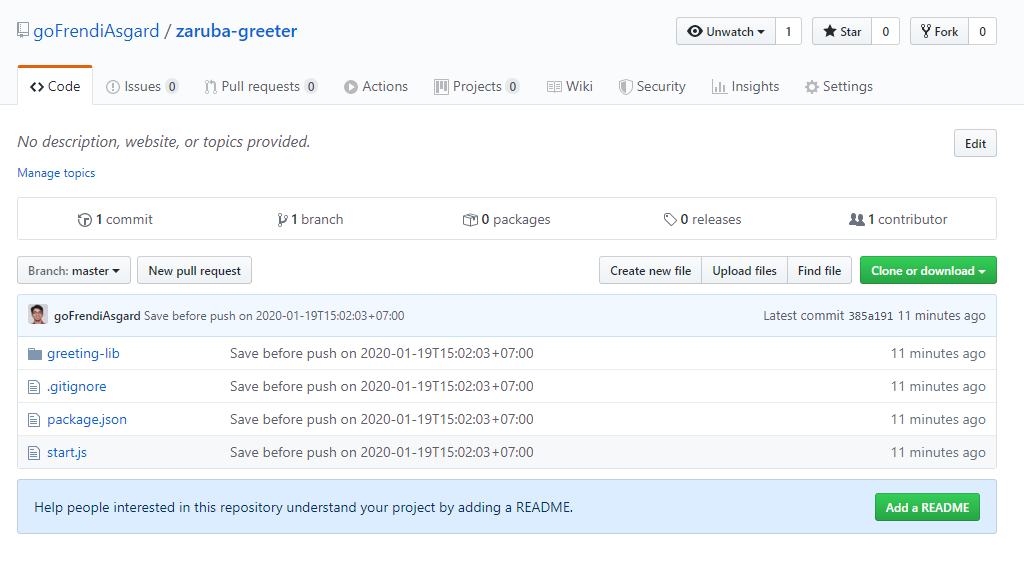 goFrendiAsgard / zaruba-greeter Unwatch 1 Star 0 Fork 0
Code Issues 0 Pull requests 0 Actions Projects 0 Wiki Security Insights Settings
No description, website, or topics provided. Edit
Manage topics
1 commit 1 branch 0 packages 0 releases 1 contributor
Branch: master New pull request Create new file Upload files Find file Clone or download
goFrendiAsgard Save before push on 2020-01-19T15:02:03+07:00 Latest commit 385a191 11 minutes ago
greeting-lib Save before push on 2020-01-19T15:02:03+07:00 11 minutes ago
.gitignore Save before push on 2020-01-19T15:02:03+07:00 11 minutes ago
package.json Save before push on 2020-01-19T15:02:03+07:00 11 minutes ago
start.js Save before push on 2020-01-19T15:02:03+07:00 11 minutes ago
Help people interested in this repository understand your project by adding a README. Add a README